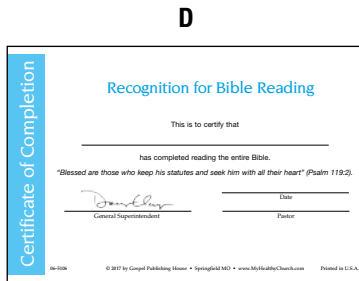 D
Certificate of Completion
Recognition for Bible Reading
This is to certify that
has completed reading the entire Bible.
“Blessed are those who keep his statutes and seek him with all their heart” (Psalm 119:2).
Date
General Superintendent
Pastor
06-5106 © 2017 by Gospel Publishing House • Springfield MO • www.MyHealthyChurch.com Printed in U.S.A.